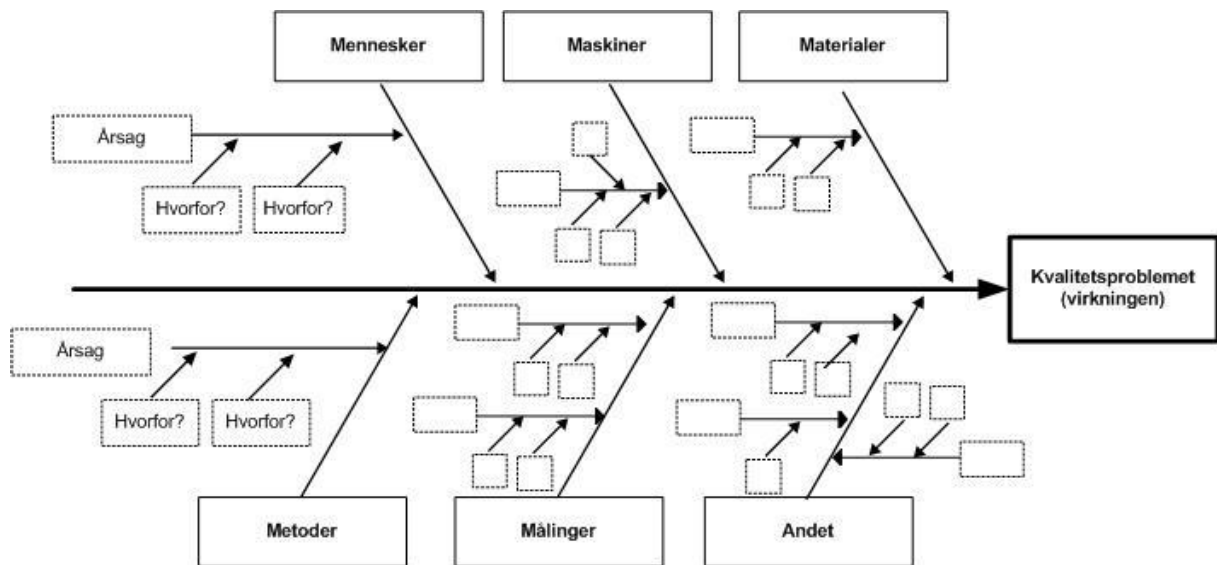 Mennesker
Maskiner
Materialer
Årsag
Hvorfor?
Hvorfor?
Kvalitetsproblemet
(virkningen)
Årsag
Hvorfor?
Hvorfor?
Metoder
Målinger
Andet